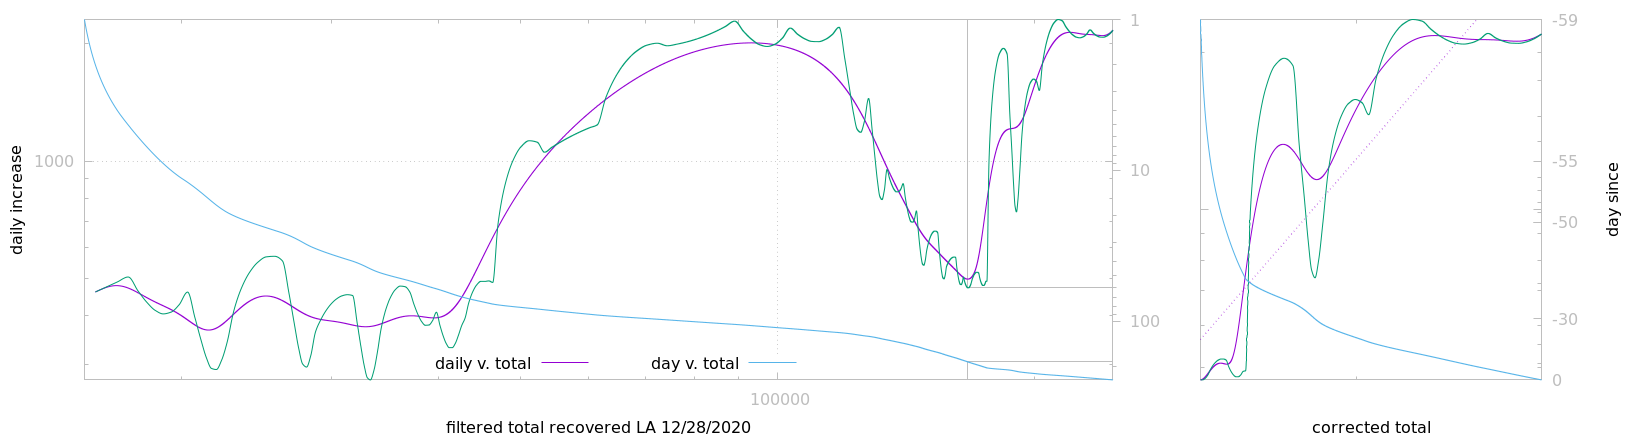 1 -59
1000 -55
10
-50
daily increase day since
100 -30
daily v. total day v. total
0
100000
filtered total recovered LA 12/28/2020 corrected total